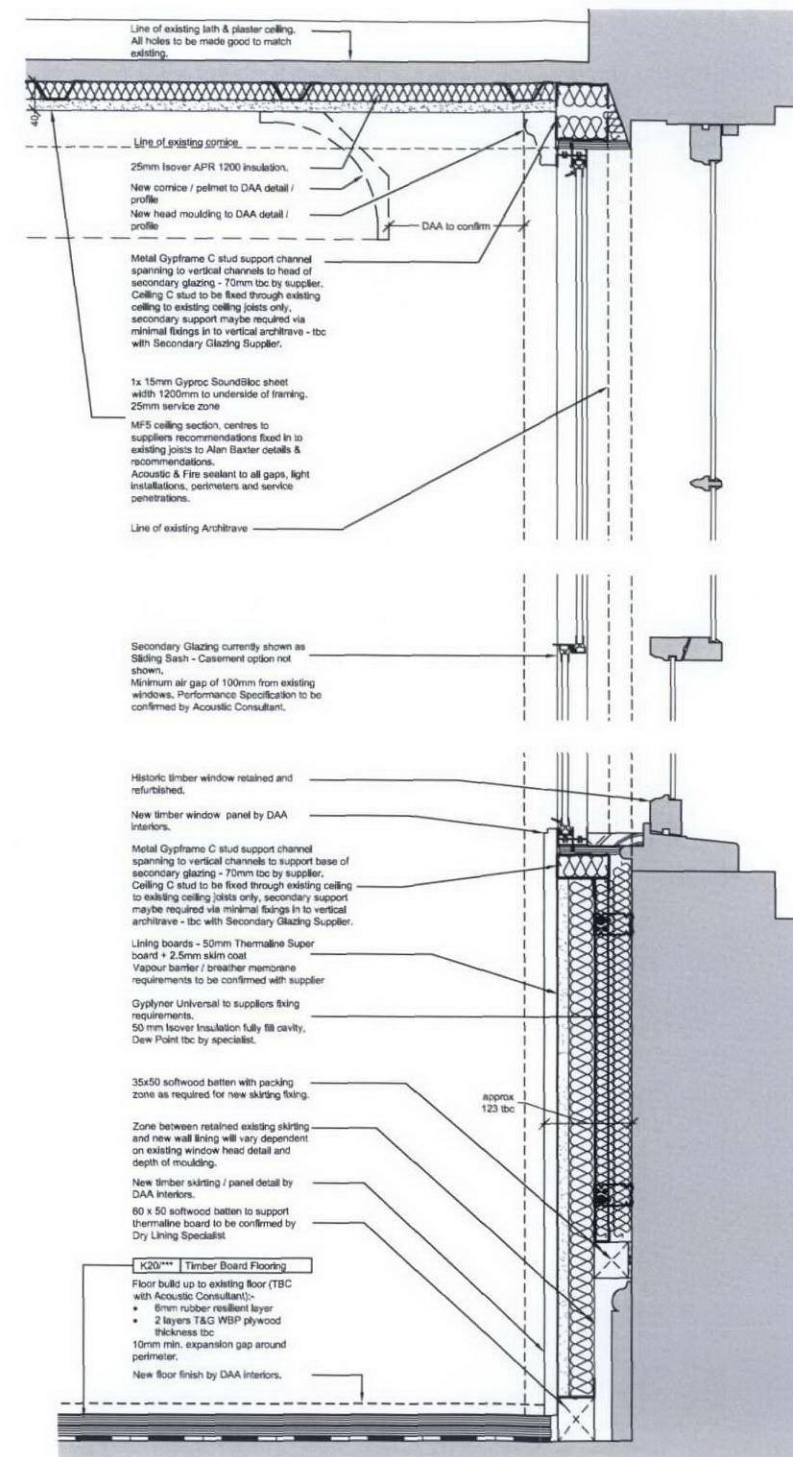 Line of existing lath & plaster ceiling.
All holes to be made good to match
existing.
40
Line of existing cornice
25mm Isover APR 1200 insulation.
New cornice / pelmet to DAA detail /
profile
New head moulding to DAA detail /
profile
DAA to confirm
Metal Gypframe C stud support channel
spanning to vertical channels to head of
secondary glazing - 70mm tbc by supplier.
Ceiling C stud to be fixed through existing
ceiling to existing ceiling joists only,
secondary support maybe required via
minimal fixings in to vertical architrave - tbc
with Secondary Glazing Supplier.
1x 15mm Gyproc SoundBloc sheet
width 1200mm to underside of framing.
25mm service zone
MF5 ceiling section, centres to
suppliers recommendations fixed in to
existing joists to Alan Baxter details &
recommendations.
Acoustic & Fire sealant to all gaps, light
installations, perimeters and service
penetrations.
Line of existing Architrave
Secondary Glazing currently shown as
Sliding Sash - Casement option not
shown.
Minimum air gap of 100mm from existing
windows. Performance Specification to be
confirmed by Acoustic Consultant.
Historic timber window retained and
refurbished.
New timber window panel by DAA
interiors.
Metal Gypframe C stud support channel
spanning to vertical channels to support base of
secondary glazing - 70mm tbc by supplier.
Ceiling C stud to be fixed through existing ceiling
to existing ceiling joists only, secondary support
maybe required via minimal fixings in to vertical
architrave - tbc with Secondary Glazing Supplier.
Lining boards - 50mm Thermaline Super
board + 2.5mm skim coat
Vapour barrier / breather membrane
requirements to be confirmed with supplier
Gyplyner Universal to suppliers fixing
requirements.
50 mm Isover Insulation fully fill cavity,
Dew Point tbc by specialist.
35x50 softwood batten with packing
zone as required for new skirting fixing.
approx
123 tbc
Zone between retained existing skirting
and new wall lining will vary dependent
on existing window head detail and
depth of moulding.
New timber skirting / panel detail by
DAA interiors.
60 x 50 softwood batten to support
thermaline board to be confirmed by
Dry Lining Specialist
K20/*** Timber Board Flooring
Floor build up to existing floor (TBC
with Acoustic Consultant):-
• 6mm rubber resilient layer
• 2 layers T&G WBP plywood
thickness tbc
10mm min. expansion gap around
perimeter.
New floor finish by DAA interiors.